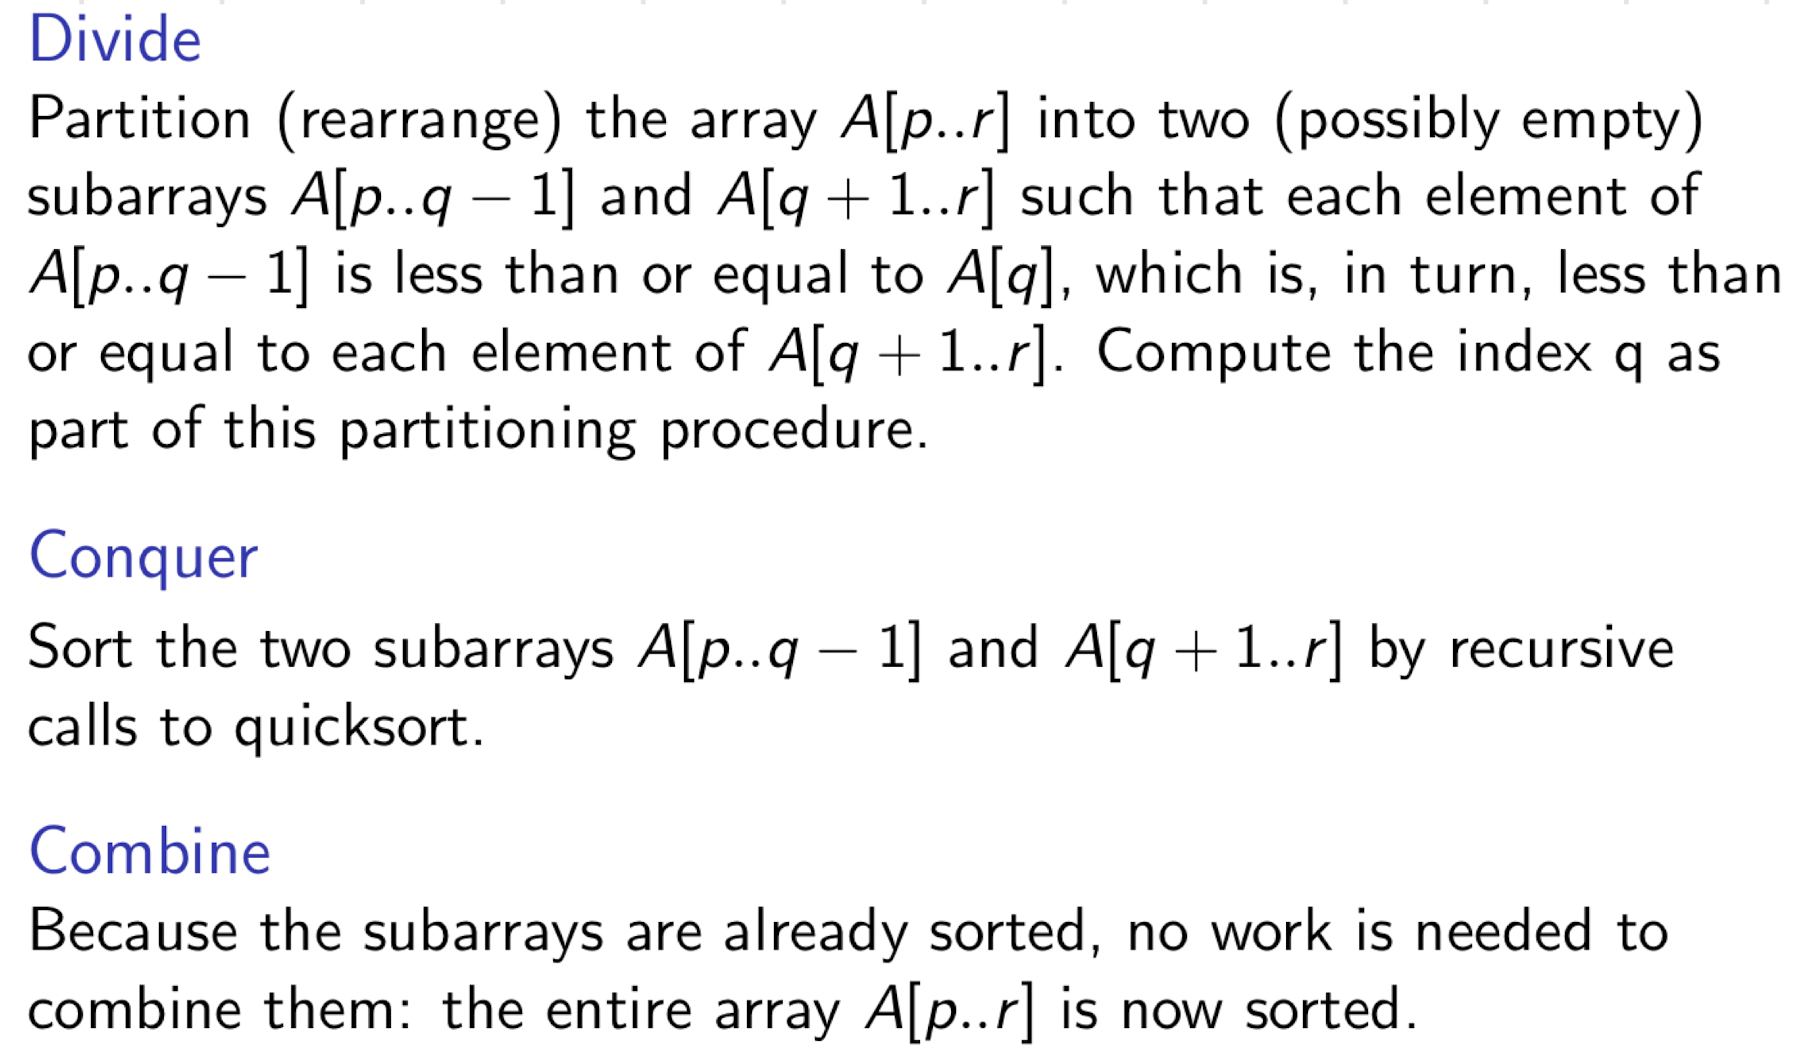 Divide
Partition (rearrange) the array A[p..r] into two (possibly empty)
subarrays A[p..q − 1] and A[q + 1..r] such that each element of
A[p..q − 1] is less than or equal to A[q], which is, in turn, less than
or equal to each element of A[q + 1..r]. Compute the index q as
part of this partitioning procedure.
Conquer
Sort the two subarrays A[p..q − 1] and A[q + 1..r] by recursive
calls to quicksort.
Combine
Because the subarrays are already sorted, no work is needed to
combine them: the entire array A[p..r] is now sorted.